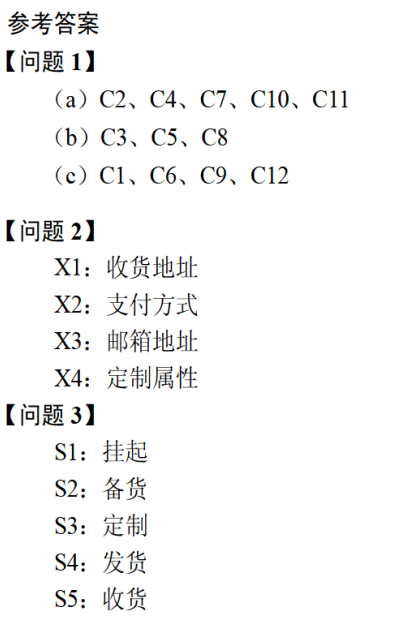 参考答案
【问题 1】
（a）C2、C4、C7、C10、C11
（b）C3、C5、C8
（c）C1、C6、C9、C12
【问题 2】
X1：收货地址
X2：支付方式
X3：邮箱地址
X4：定制属性
【问题 3】
S1：挂起
S2：备货
S3：定制
S4：发货
S5：收货